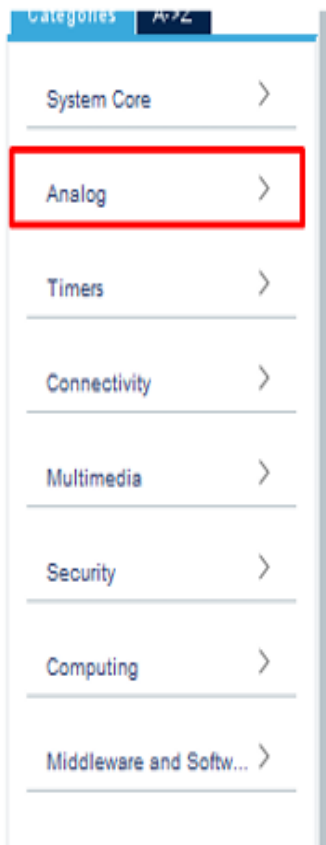 Categories A->Z
System Core
Analog
Timers
Connectivity
Multimedia
Security
Computing
Middleware and Softw...